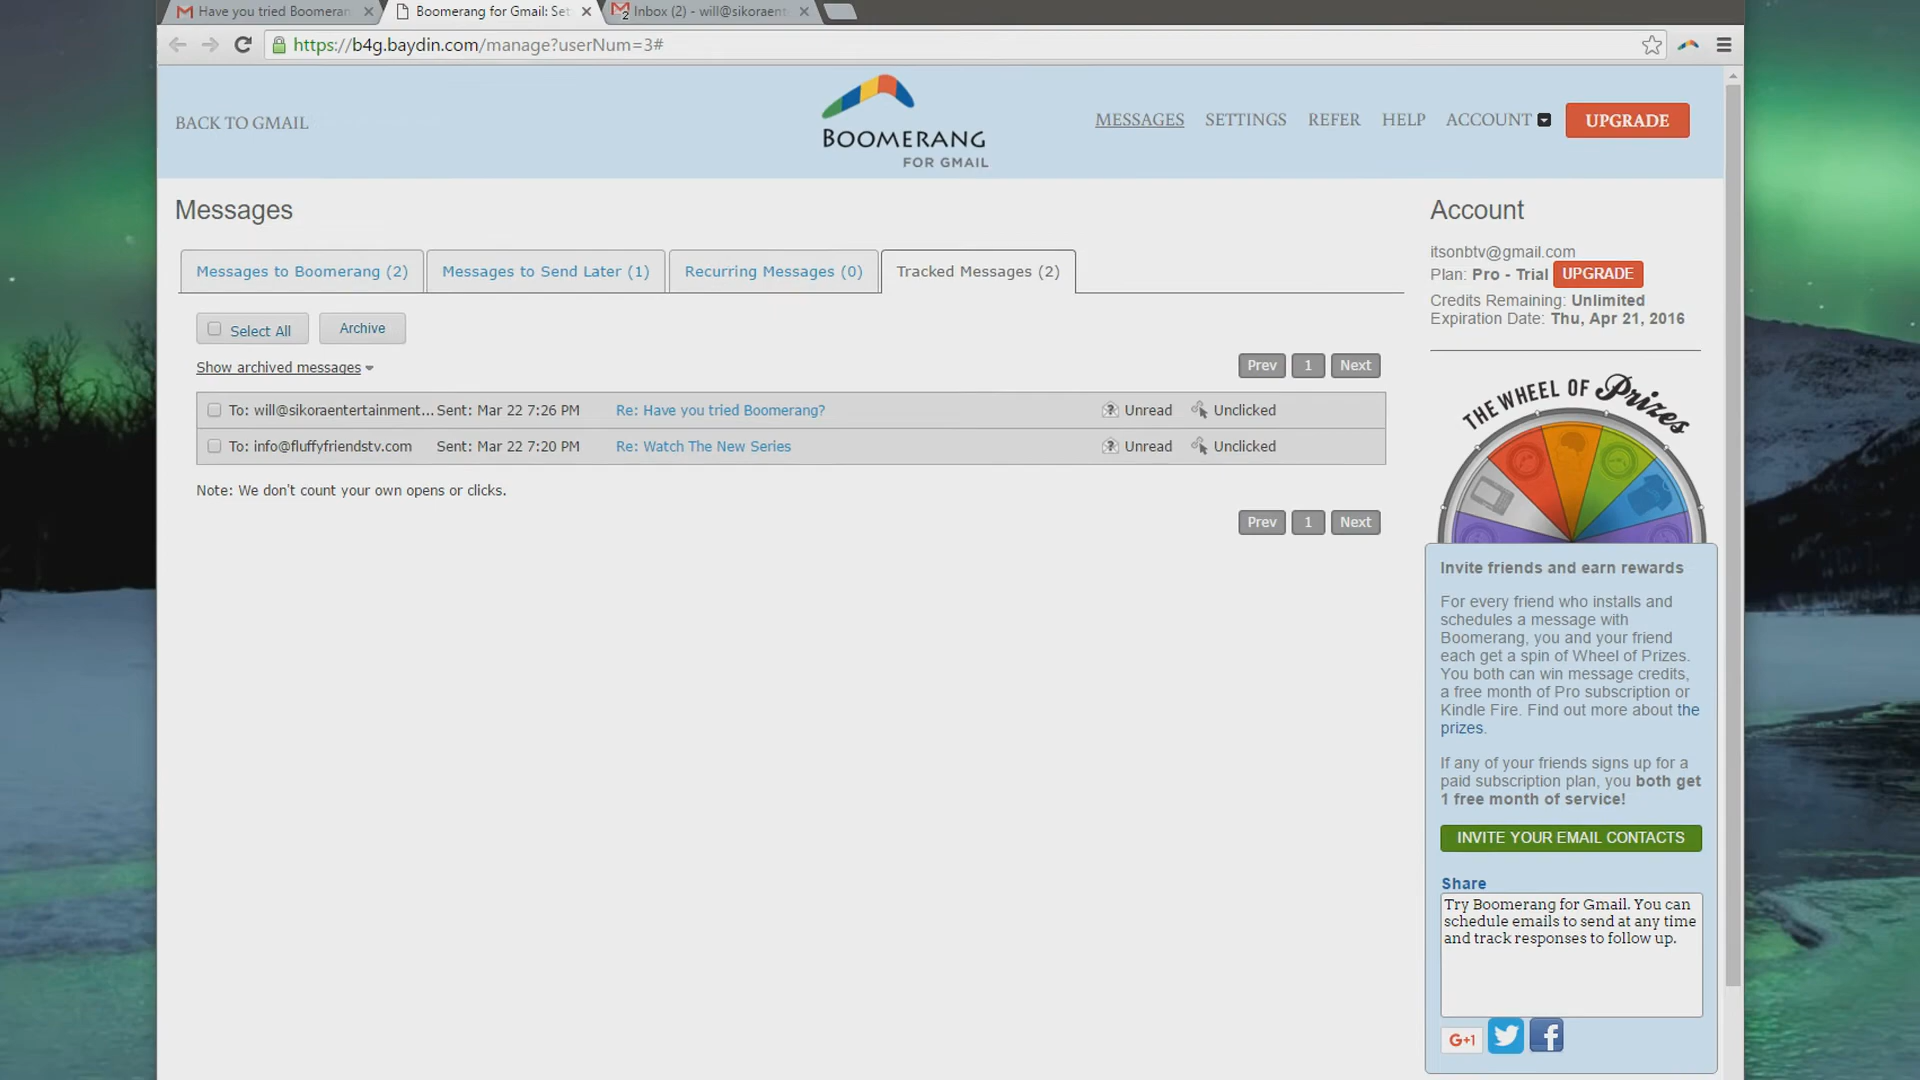 Have you tried Boomeran
Boomerang for Gmail: Set
Inbox (2) - will@sikoraent
https://b4g.baydin.com/manage?userNum=3#
BACK TO GMAIL
BOOMERANG
FOR GMAIL
MESSAGES
SETTINGS
REFER
HELP
ACCOUNT
UPGRADE
Messages
Messages to Boomerang (2)
Messages to Send Later (1)
Recurring Messages (0)
Tracked Messages (2)
Select All
Archive
Show archived messages
Prev 1 Next
To: will@sikoraentertainment... Sent: Mar 22 7:26 PM Re: Have you tried Boomerang? Unread Unclicked
To: info@fluffyfriendstv.com Sent: Mar 22 7:20 PM Re: Watch The New Series Unread Unclicked
Note: We don't count your own opens or clicks.
Prev 1 Next
Account
itsonbtv@gmail.com
Plan: Pro - Trial UPGRADE
Credits Remaining: Unlimited
Expiration Date: Thu, Apr 21, 2016
THE WHEEL OF Prizes
Invite friends and earn rewards
For every friend who installs and
schedules a message with
Boomerang, you and your friend
each get a spin of Wheel of Prizes.
You both can win message credits,
a free month of Pro subscription or
Kindle Fire. Find out more about the
prizes.
If any of your friends signs up for a
paid subscription plan, you both get
1 free month of service!
INVITE YOUR EMAIL CONTACTS
Share
Try Boomerang for Gmail. You can
schedule emails to send at any time
and track responses to follow up.
G+1